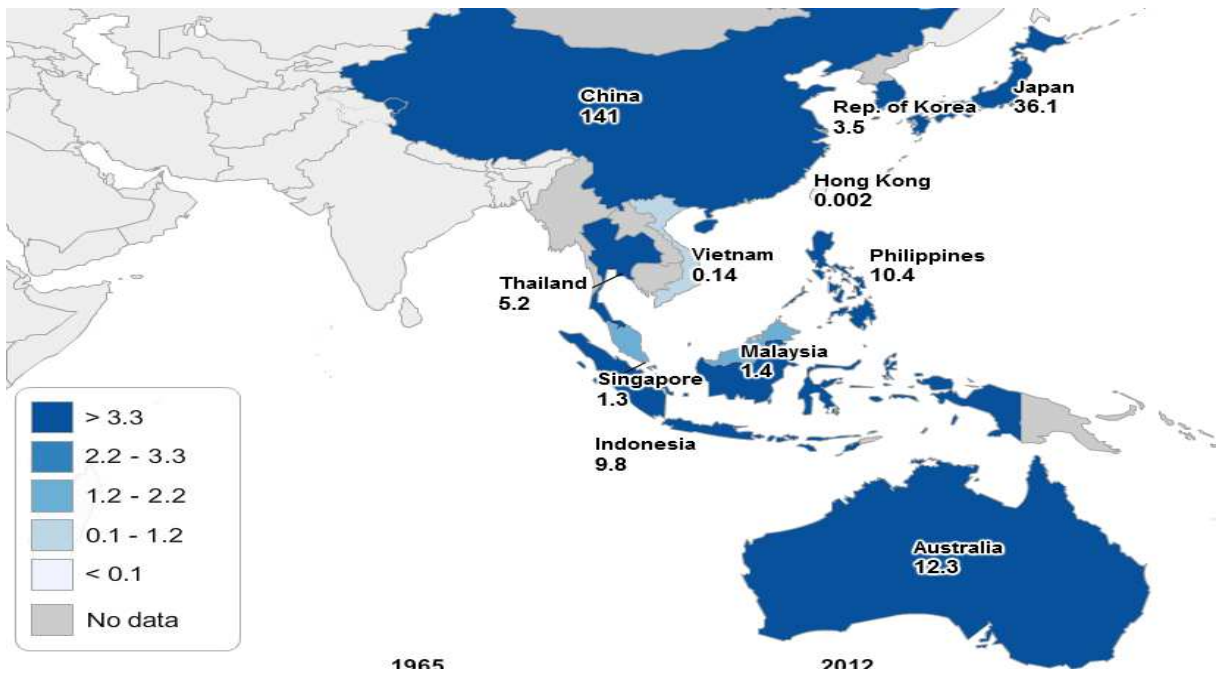 China
141
Japan
36.1
Rep. of Korea
3.5
Hong Kong
0.002
Vietnam
0.14
Philippines
10.4
Thailand
5.2
Malaysia
1.4
Singapore
1.3
Indonesia
9.8
Australia
12.3
> 3.3
2.2 - 3.3
1.2 - 2.2
0.1 - 1.2
< 0.1
No data
1965
2012